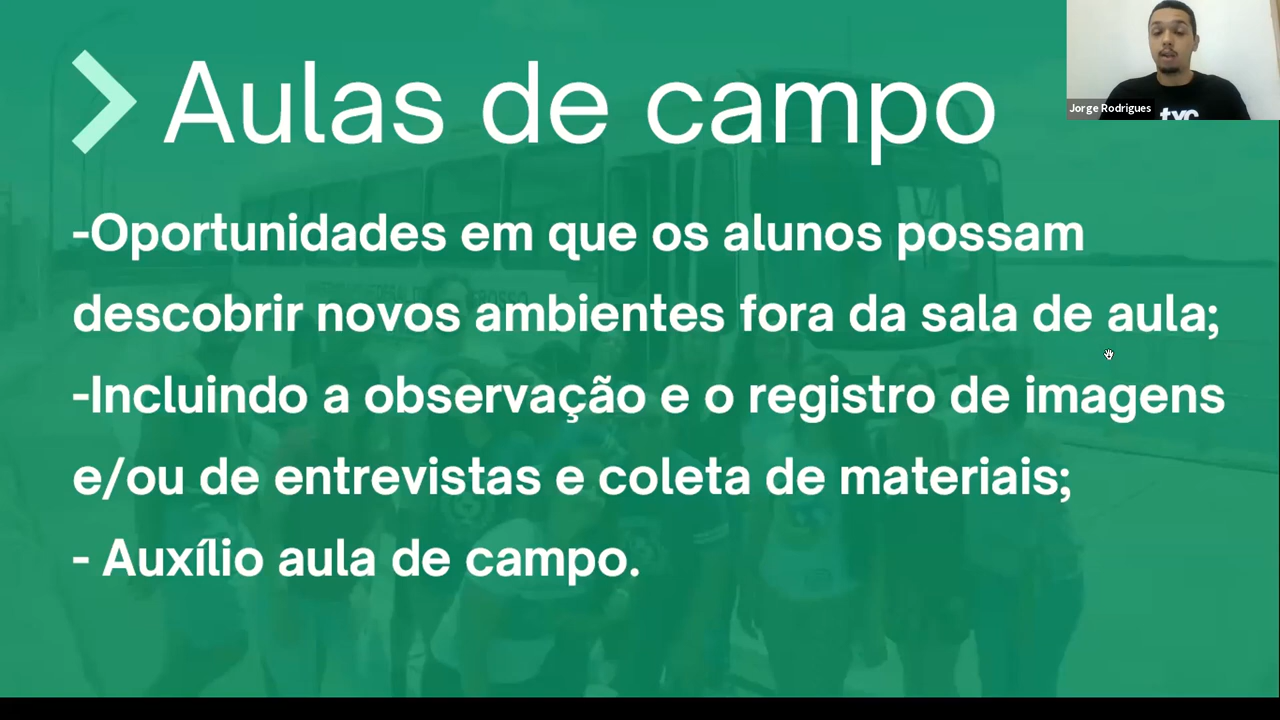 Aulas de campo
Jorge Rodrigues
tyc
-Oportunidades em que os alunos possam
descobrir novos ambientes fora da sala de aula;
-Incluindo a observação e o registro de imagens
e/ou de entrevistas e coleta de materiais;
- Auxílio aula de campo.